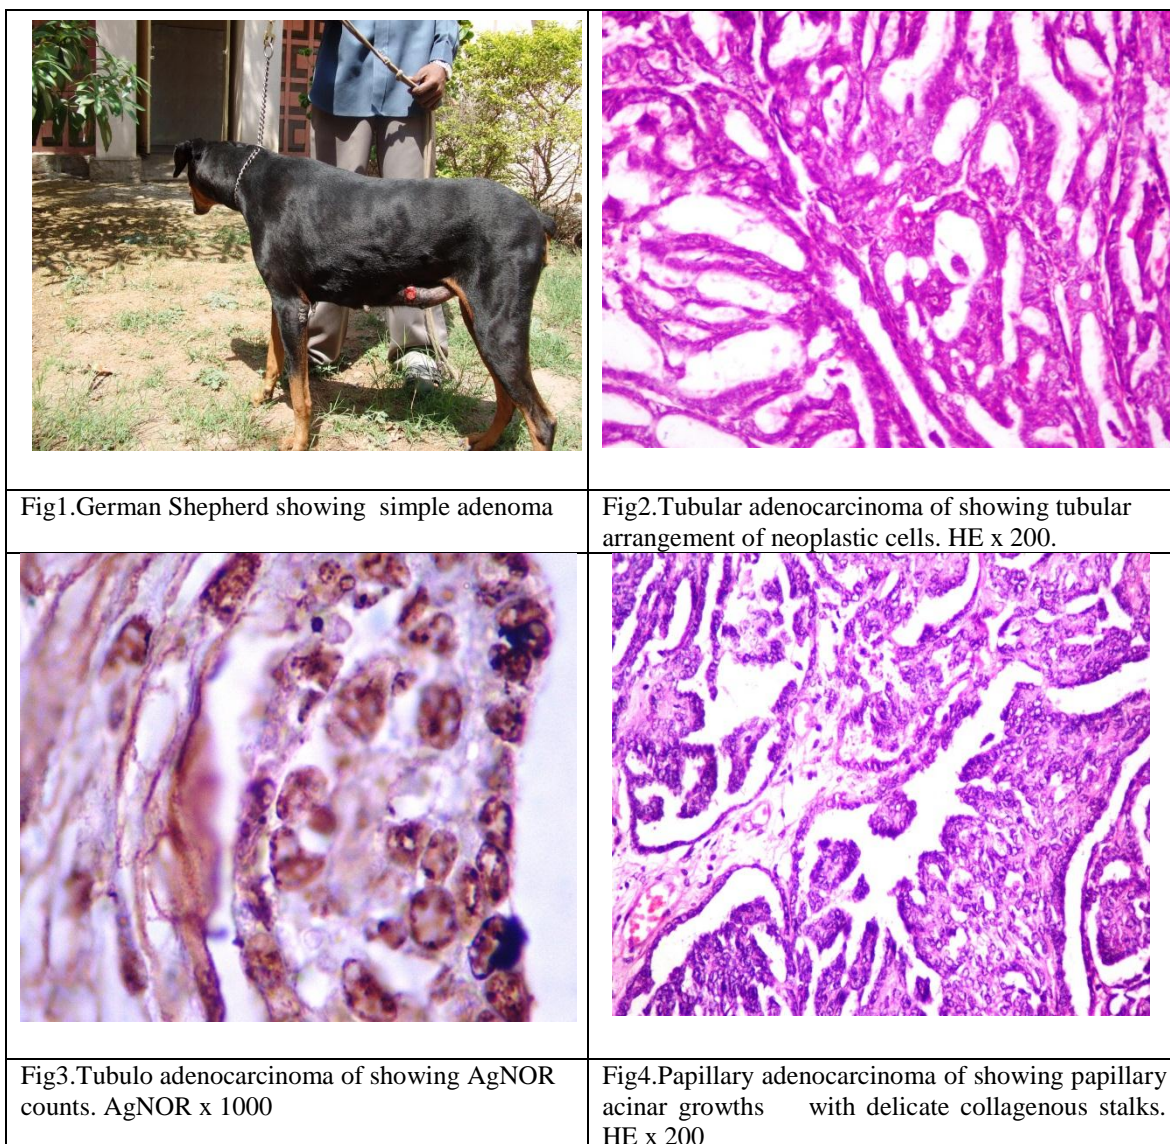 Fig1.German Shepherd showing simple adenoma
Fig2.Tubular adenocarcinoma of showing tubular
arrangement of neoplastic cells. HE x 200.
Fig3.Tubulo adenocarcinoma of showing AgNOR
counts. AgNOR x 1000
Fig4.Papillary adenocarcinoma of showing papillary
acinar growths with delicate collagenous stalks.
HE x 200